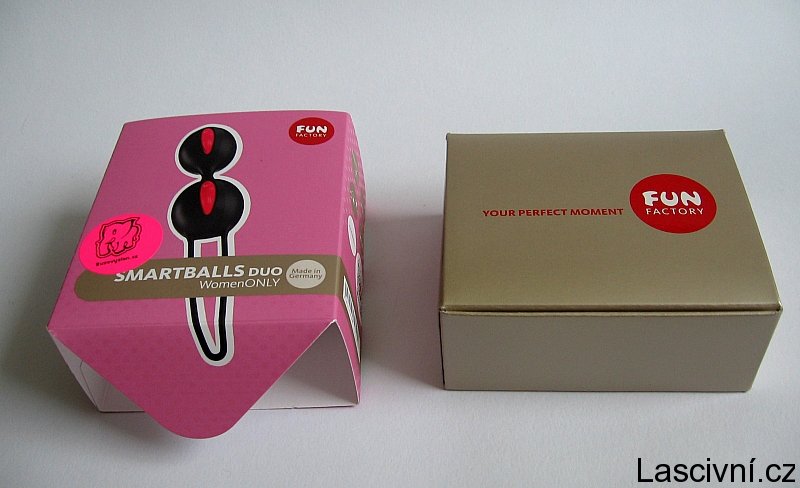 FUN
FACTORY
SMARTBALLS DUO
WomenONLY
Made in
Germany
YOUR PERFECT MOMENT
FUN
FACTORY
Lascivní.cz